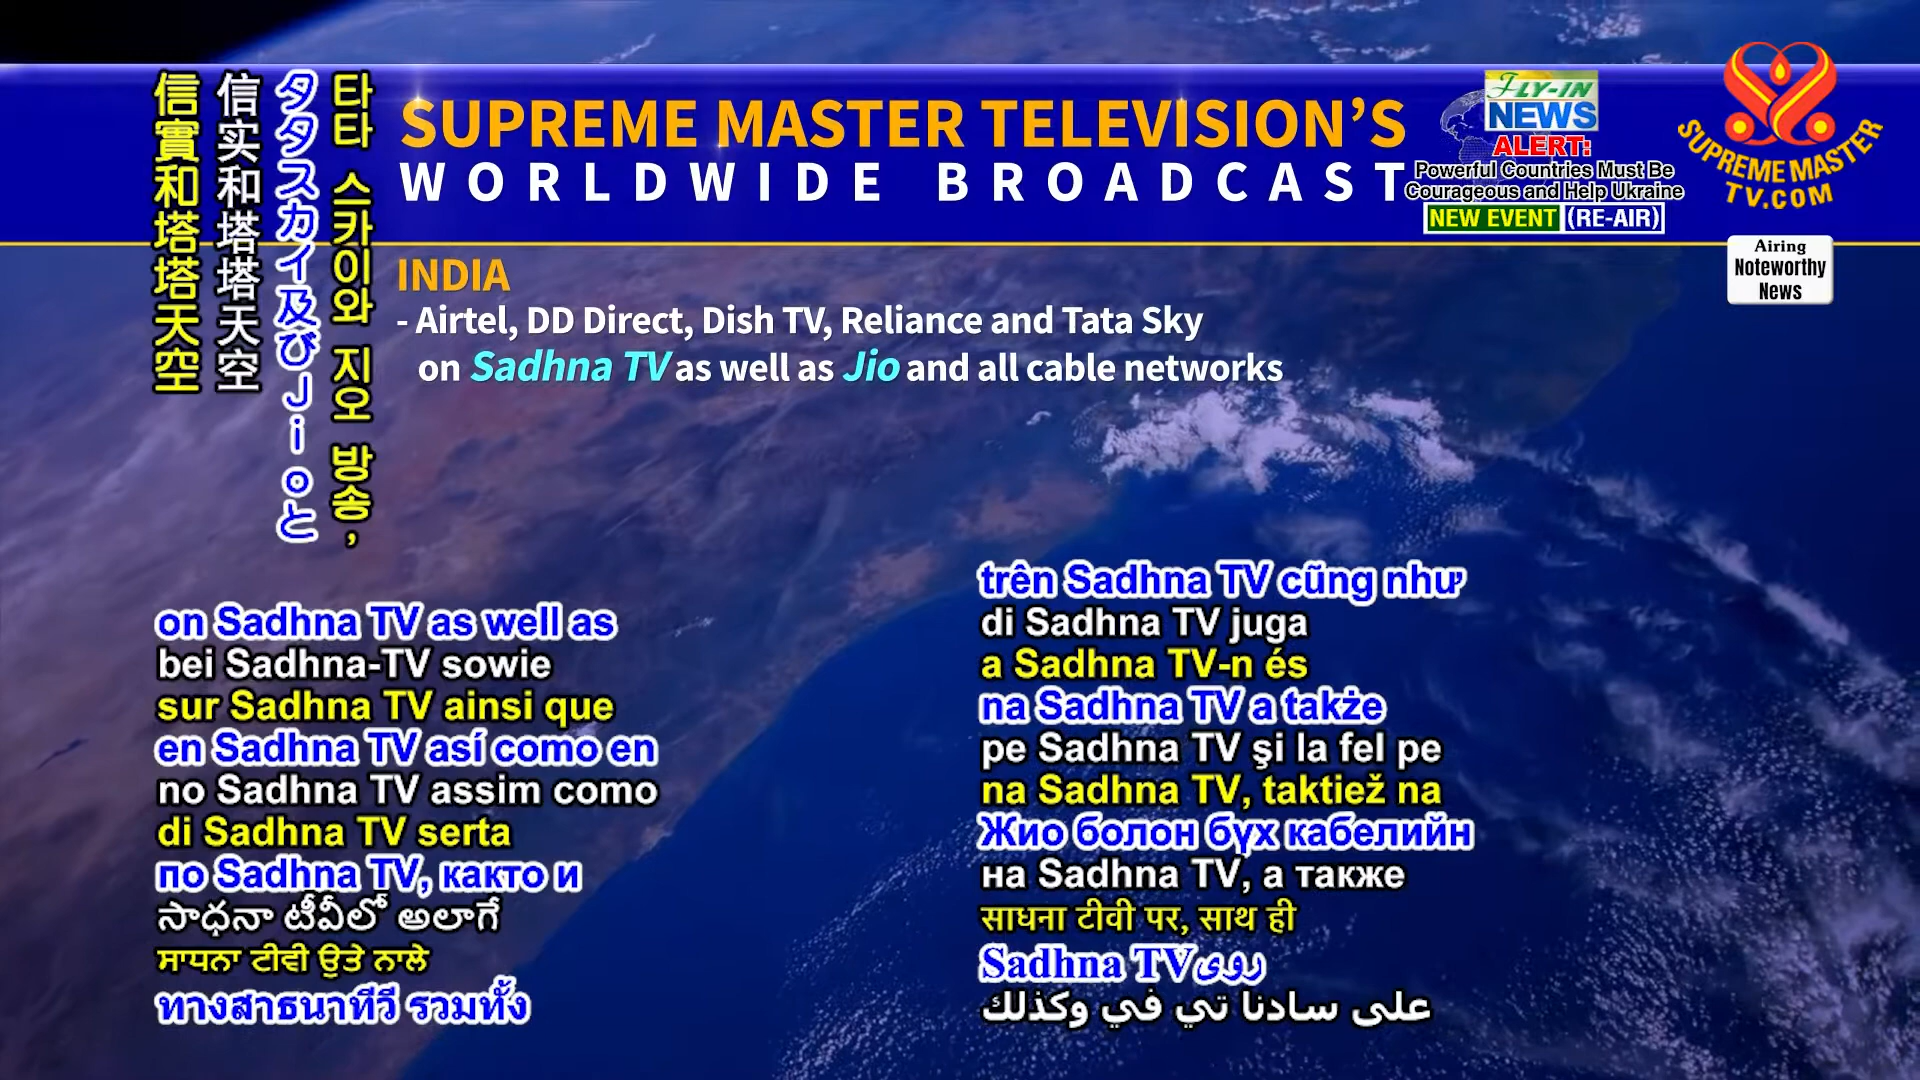 信實和塔塔天空
信实和塔塔天空
タタスカイ及びJioと
타타 스카이와 지오 방송,
SUPREME MASTER TELEVISION'S
WORLDWIDE BROADCAST
FLY-IN
NEWS
ALERT:
Powerful Countries Must Be
Courageous and Help Ukraine
NEW EVENT (RE-AIR)
SUPREME MASTER
TV.COM
Airing
Noteworthy
News
INDIA
- Airtel, DD Direct, Dish TV, Reliance and Tata Sky
on Sadhna TV as well as Jio and all cable networks
on Sadhna TV as well as
bei Sadhna-TV sowie
sur Sadhna TV ainsi que
en Sadhna TV así como en
no Sadhna TV assim como
di Sadhna TV serta
по Sadhna TV, както и
సాధనా టీవీలో అలాగే
ਸਾਧਨਾ ਟੀਵੀ ਉਤੇ ਨਾਲੇ
ทางสาธนาทีวี รวมทั้ง
trên Sadhna TV cũng như
di Sadhna TV juga
a Sadhna TV-n és
na Sadhna TV a także
pe Sadhna TV şi la fel pe
na Sadhna TV, taktiež na
Жио болон бүх кабелийн
на Sadhna TV, а также
साधना टीवी पर, साथ ही
Sadhna TVروی
على سادنا تي في وكذلك